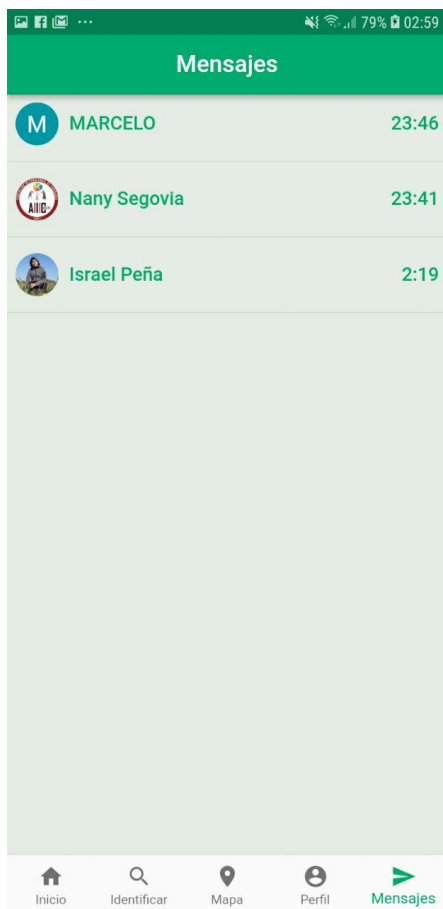 79% 02:59
Mensajes
M MARCELO 23:46
AIIIC Nany Segovia 23:41
Israel Peña 2:19
Inicio Identificar Mapa Perfil Mensajes